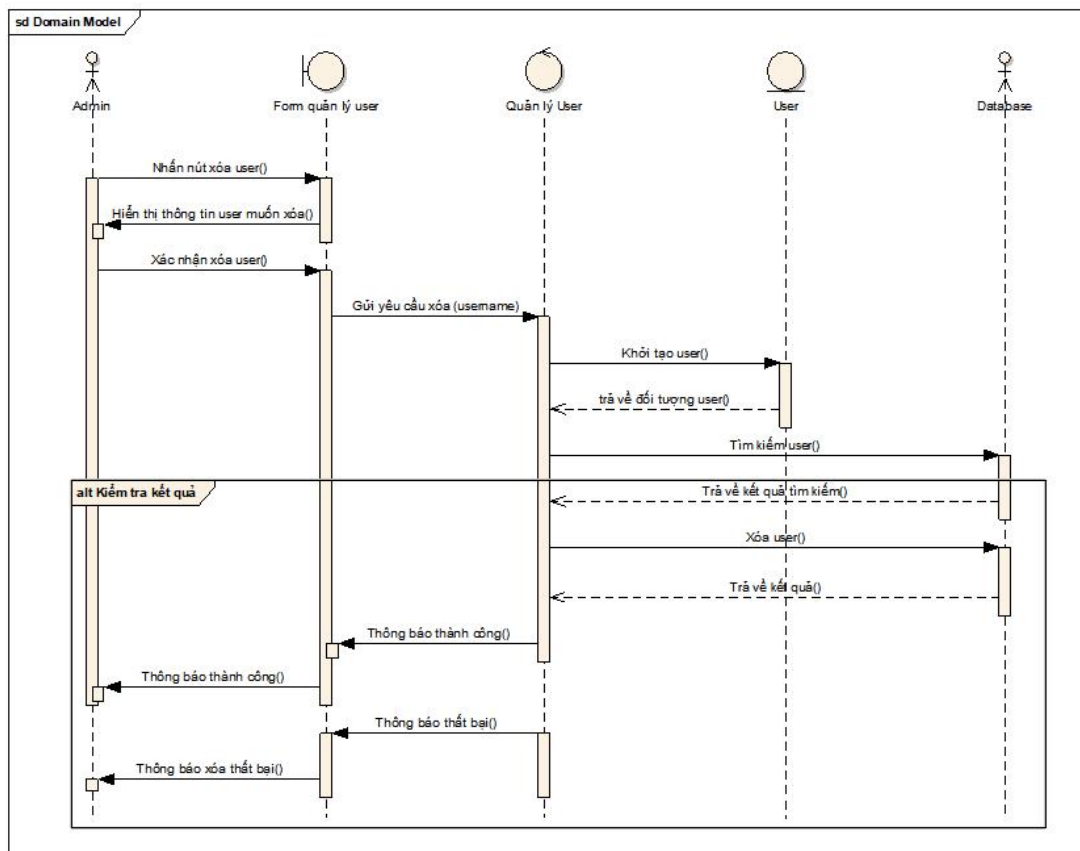 sd Domain Model
Admin
Form quản lý user
Quản lý User
User
Database
Nhấn nút xóa user()
Hiển thị thông tin user muốn xóa()
Xác nhận xóa user()
Gửi yêu cầu xóa (username)
Khởi tạo user()
trả về đối tượng user()
Tìm kiếm user()
alt Kiểm tra kết quả
Trả về kết quả tìm kiếm()
Xóa user()
Trả về kết quả()
Thông báo thành công()
Thông báo thành công()
Thông báo thất bại()
Thông báo xóa thất bại()